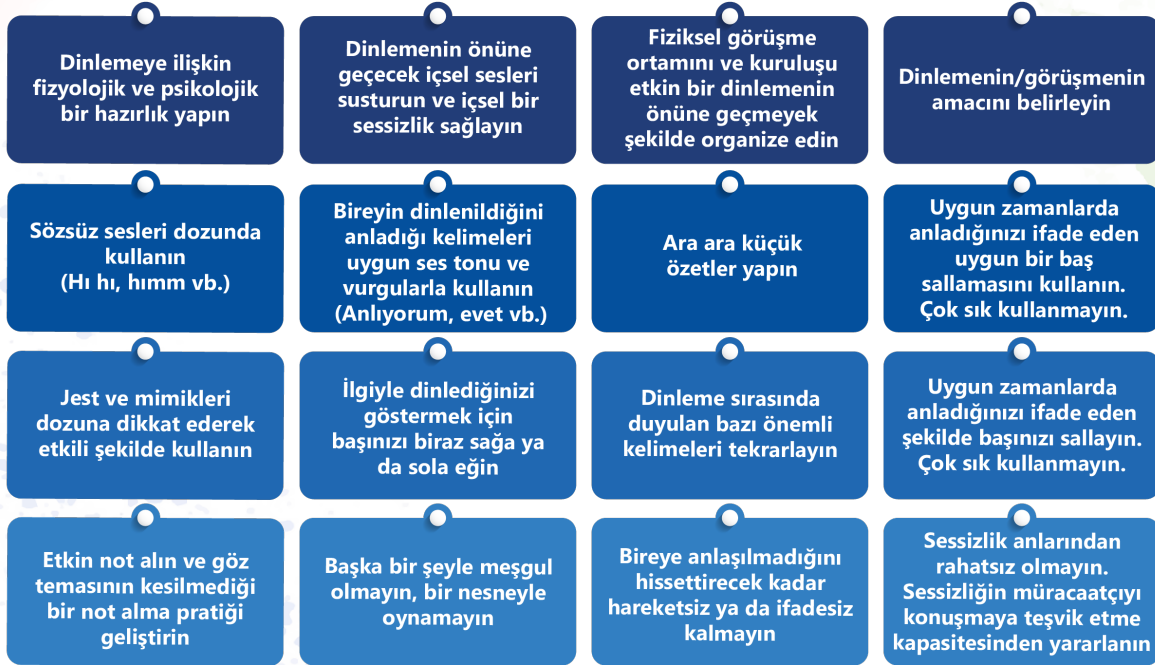 Dinlemeye ilişkin
fizyolojik ve psikolojik
bir hazırlık yapın
Dinlemenin önüne
geçecek içsel sesleri
susturun ve içsel bir
sessizlik sağlayın
Fiziksel görüşme
ortamını ve kuruluşu
etkin bir dinlemenin
önüne geçmeyek
şekilde organize edin
Dinlemenin/görüşmenin
amacını belirleyin
Sözsüz sesleri dozunda
kullanın
(Hı hı, hımm vb.)
Bireyin dinlenildiğini
anladığı kelimeleri
uygun ses tonu ve
vurgularla kullanın
(Anlıyorum, evet vb.)
Ara ara küçük
özetler yapın
Uygun zamanlarda
anladığınızı ifade eden
uygun bir baş
sallamasını kullanın.
Çok sık kullanmayın.
Jest ve mimikleri
dozuna dikkat ederek
etkili şekilde kullanın
İlgiyle dinlediğinizi
göstermek için
başınızı biraz sağa ya
da sola eğin
Dinleme sırasında
duyulan bazı önemli
kelimeleri tekrarlayın
Uygun zamanlarda
anladığınızı ifade eden
şekilde başınızı sallayın.
Çok sık kullanmayın.
Etkin not alın ve göz
temasının kesilmediği
bir not alma pratiği
geliştirin
Başka bir şeyle meşgul
olmayın, bir nesneyle
oynamayın
Bireye anlaşılmadığını
hissettirecek kadar
hareketsiz ya da ifadesiz
kalmayın
Sessizlik anlarından
rahatsız olmayın.
Sessizliğin müracaatçıyı
konuşmaya teşvik etme
kapasitesinden yararlanın